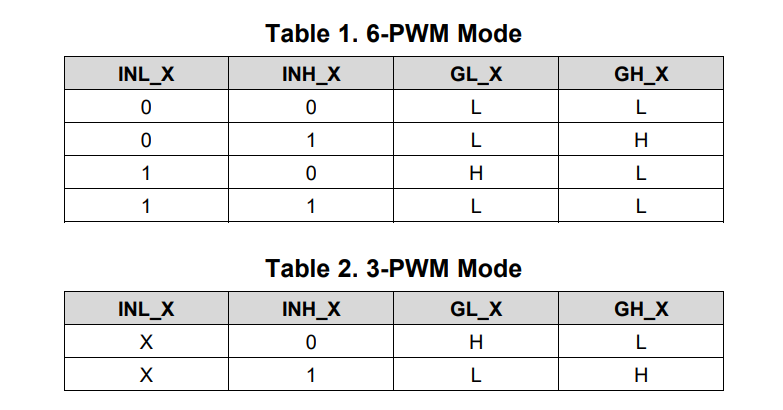 Table 1. 6-PWM Mode
INL_X INH_X GL_X GH_X
0 0 L L
0 1 L H
1 0 H L
1 1 L L
Table 2. 3-PWM Mode
INL_X INH_X GL_X GH_X
X 0 H L
X 1 L H